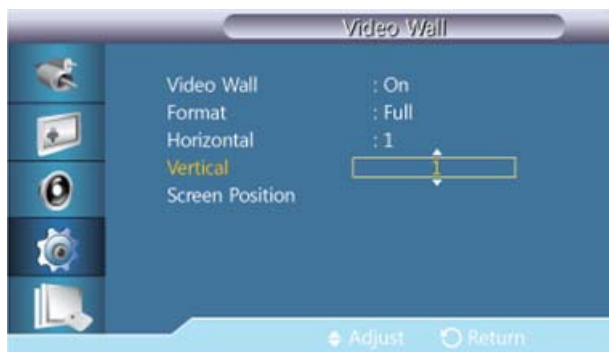 Video Wall
Video Wall : On
Format : Full
Horizontal : 1
Vertical 1
Screen Position
Adjust Return